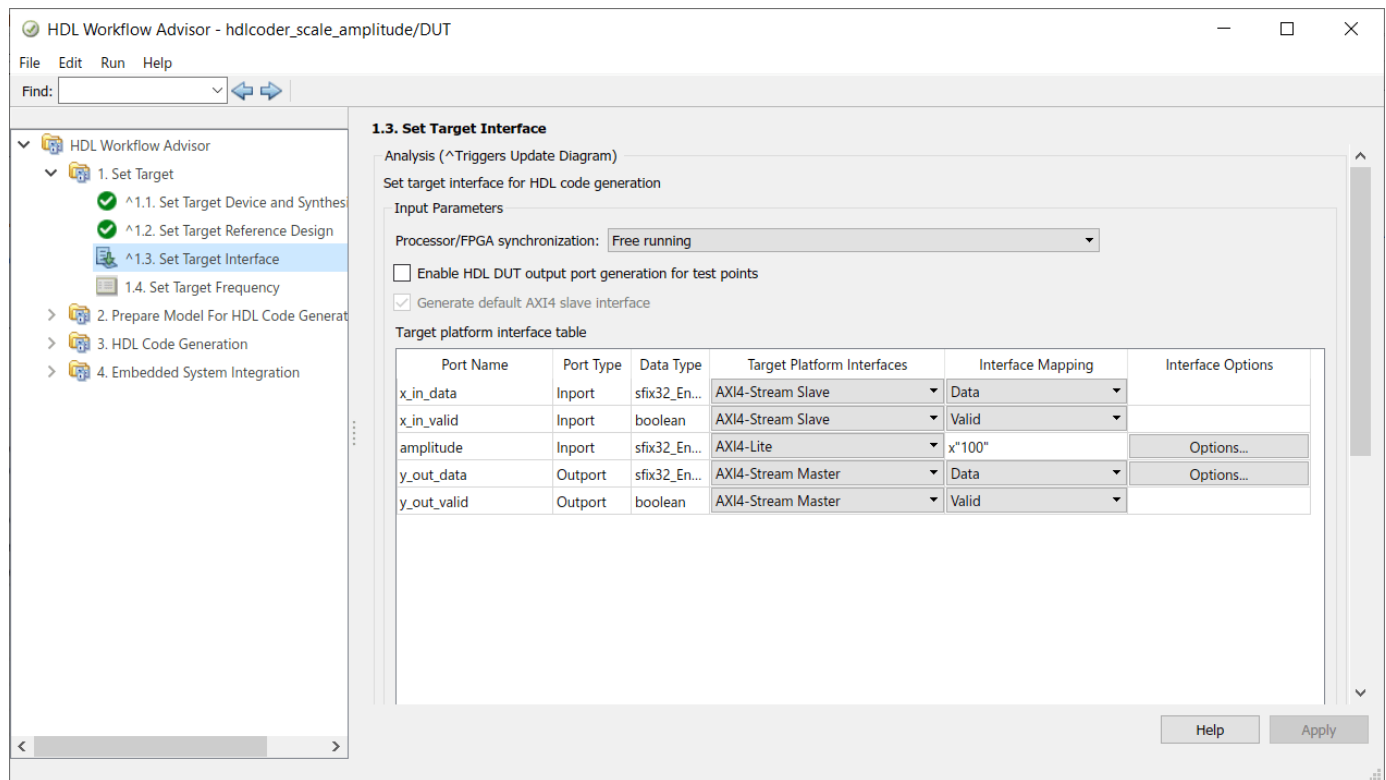 HDL Workflow Advisor - hdlcoder_scale_amplitude/DUT
File Edit Run Help
Find:
HDL Workflow Advisor
1. Set Target
^1.1. Set Target Device and Synthesi
^1.2. Set Target Reference Design
^1.3. Set Target Interface
1.4. Set Target Frequency
2. Prepare Model For HDL Code Generat
3. HDL Code Generation
4. Embedded System Integration
1.3. Set Target Interface
Analysis (^Triggers Update Diagram)
Set target interface for HDL code generation
Input Parameters
Processor/FPGA synchronization: Free running
Enable HDL DUT output port generation for test points
Generate default AXI4 slave interface
Target platform interface table
Port Name Port Type Data Type Target Platform Interfaces Interface Mapping Interface Options
x_in_data Inport sfix32_En... AXI4-Stream Slave Data
x_in_valid Inport boolean AXI4-Stream Slave Valid
amplitude Inport sfix32_En... AXI4-Lite x"100" Options...
y_out_data Outport sfix32_En... AXI4-Stream Master Data Options...
y_out_valid Outport boolean AXI4-Stream Master Valid
Help Apply